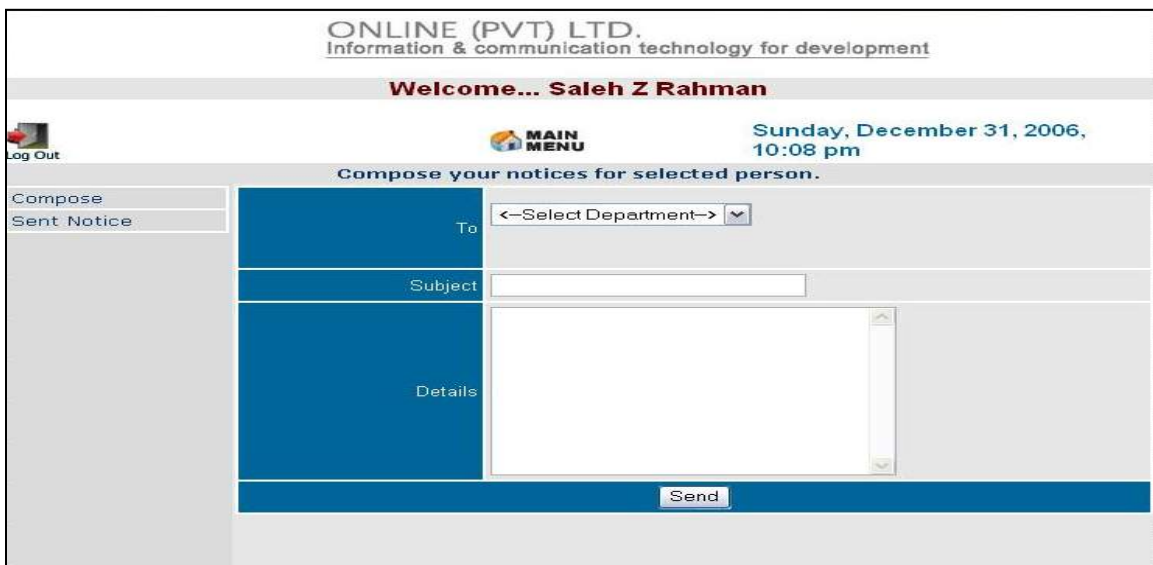 ONLINE (PVT) LTD.
Information & communication technology for development
Welcome... Saleh Z Rahman
Log Out
MAIN
MENU
Sunday, December 31, 2006,
10:08 pm
Compose your notices for selected person.
Compose
Sent Notice
To
<--Select Department-->
Subject
Details
Send